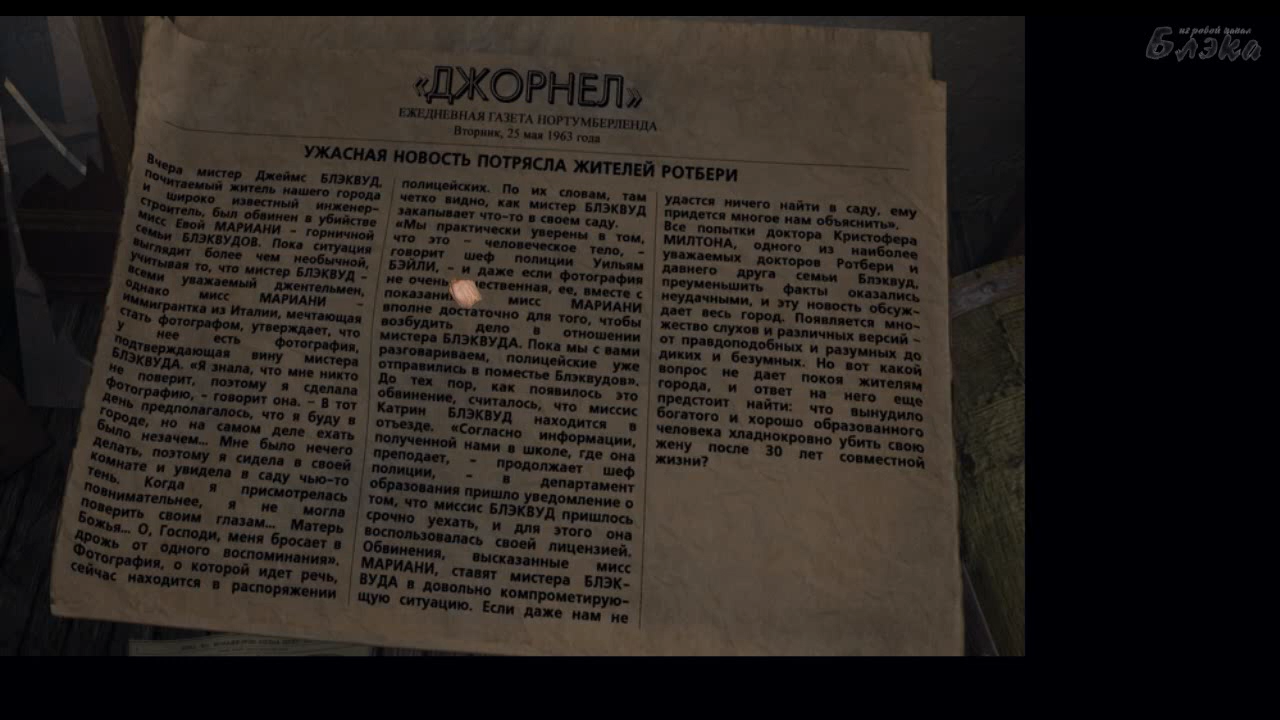 из ровой канал
Блэка
«ДЖОРНЕЛ»
ЕЖЕДНЕВНАЯ ГАЗЕТА НОРТУМБЕРЛЕНДА
Вторник, 25 мая 1963 года
УЖАСНАЯ НОВОСТЬ ПОТРЯСЛА ЖИТЕЛЕЙ РОТБЕРИ
Вчера мистер Джеймс БЛЭКВУД,
почитаемый житель нашего города
и широко известный инженер-
строитель, был обвинен в убийстве
мисс Евой МАРИАНИ – горничной
семьи БЛЭКВУДОВ. Пока ситуация
выглядит более чем необычной,
учитывая то, что мистер БЛЭКВУД –
всеми уважаемый джентельмен,
однако мисс МАРИАНИ –
иммигрантка из Италии, мечтающая
стать фотографом, утверждает, что
у нее есть фотография,
подтверждающая вину мистера
БЛЭКВУДА. «Я знала, что мне никто
не поверит, поэтому я сделала
фотографию, – говорит она. – В тот
день предполагалось, что я буду в
городе, но на самом деле ехать
было незачем... Мне было нечего
делать, поэтому я сидела в своей
комнате и увидела в саду чью-то
тень. Когда я присмотрелась
повнимательнее, я не могла
поверить своим глазам... Матерь
Божья... О, Господи, меня бросает в
дрожь от одного воспоминания».
Фотография, о которой идет речь,
сейчас находится в распоряжении
полицейских. По их словам, там
четко видно, как мистер БЛЭКВУД
закапывает что-то в своем саду.
«Мы практически уверены в том,
что это – человеческое тело, –
говорит шеф полиции Уильям
БЭЙЛИ, – и даже если фотография
не очень ественная, ее, вместе с
показани мисс МАРИАНИ
вполне достаточно для того, чтобы
возбудить дело в отношении
мистера БЛЭКВУДА. Пока мы с вами
разговариваем, полицейские уже
отправились в поместье Блэквудов».
До тех пор, как появилось это
обвинение, считалось, что миссис
Катрин БЛЭКВУД находится в
отъезде. «Согласно информации,
полученной нами в школе, где она
преподает, – продолжает шеф
полиции, – в департамент
образования пришло уведомление о
том, что миссис БЛЭКВУД пришлось
срочно уехать, и для этого она
воспользовалась своей лицензией.
Обвинения, высказанные мисс
МАРИАНИ, ставят мистера БЛЭК-
ВУДА в довольно компрометирую-
щую ситуацию. Если даже нам не
удастся ничего найти в саду, ему
придется многое нам объяснить».
Все попытки доктора Кристофера
МИЛТОНА, одного из наиболее
уважаемых докторов Ротбери и
давнего друга семьи Блэквуд,
преуменьшить факты оказались
неудачными, и эту новость обсуж-
дает весь город. Появляется мно-
жество слухов и различных версий –
от правдоподобных и разумных до
диких и безумных. Но вот какой
вопрос не дает покоя жителям
города, и ответ на него еще
предстоит найти: что вынудило
богатого и хорошо образованного
человека хладнокровно убить свою
жену после 30 лет совместной
жизни?